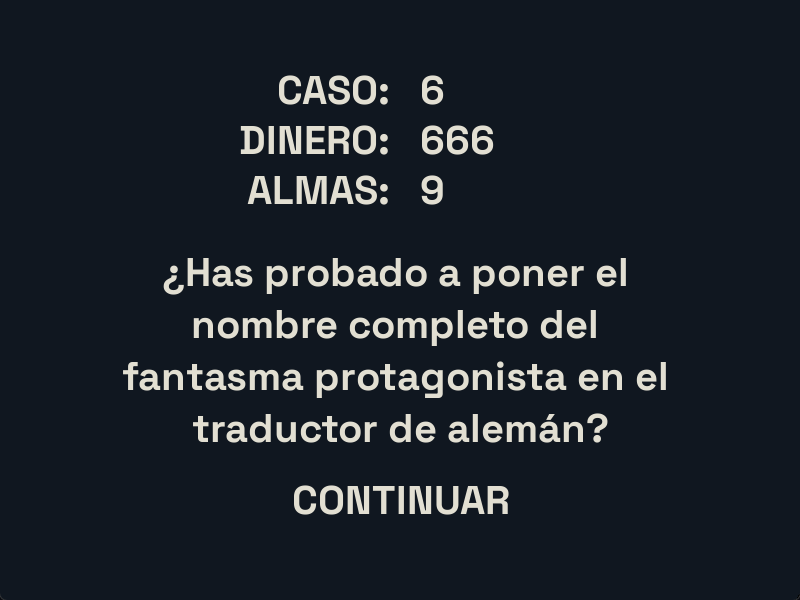 CASO: 6
DINERO: 666
ALMAS: 9
¿Has probado a poner el
nombre completo del
fantasma protagonista en el
traductor de alemán?
CONTINUAR